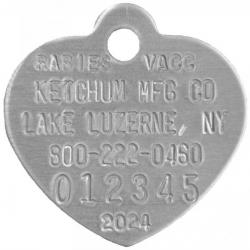 RABIES VACC
KETCHUM MFG CO
LAKE LUZERNE, NY
800-222-0460
012345
2024